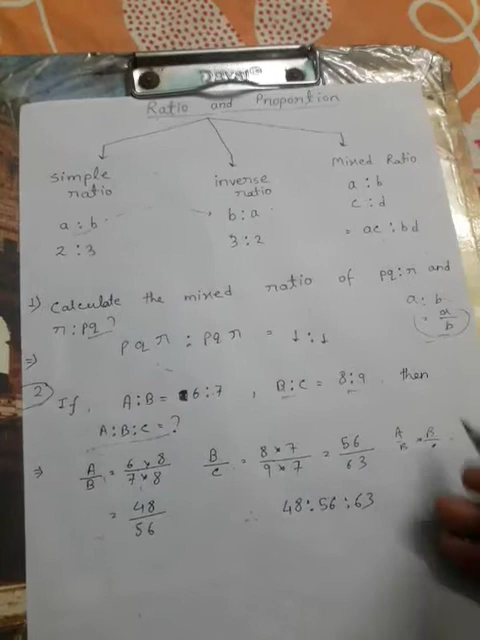 Ratio and Proportion
simple ratio
a : b
2 : 3
inverse ratio
b : a
3 : 2
Mixed Ratio
a : b
c : d
= ac : bd
1) Calculate the mixed ratio of pq:r and
r : pq ?
a : b
= a/b
⇒ pqr : pqr = 1 : 1
2) If, A:B = 6:7 , B:C = 8:9 , then
A:B:C = ?
⇒ A/B = 6×8/7×8
= 48/56
B/C = 8×7/9×7 = 56/63
∴ 48:56:63